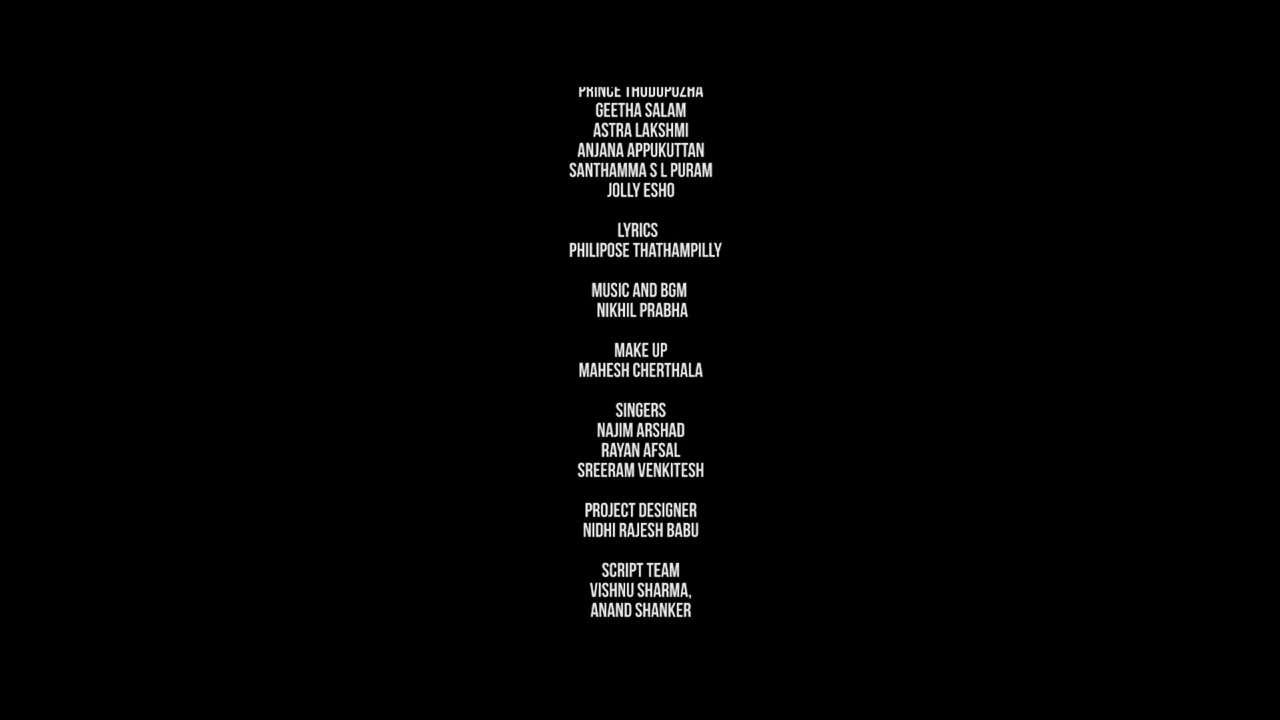 PRINCE THODUPUZHA
GEETHA SALAM
ASTRA LAKSHMI
ANJANA APPUKUTTAN
SANTHAMMA S L PURAM
JOLLY ESHO
LYRICS
PHILIPOSE THATHAMPILLY
MUSIC AND BGM
NIKHIL PRABHA
MAKE UP
MAHESH CHERTHALA
SINGERS
NAJIM ARSHAD
RAYAN AFSAL
SREERAM VENKITESH
PROJECT DESIGNER
NIDHI RAJESH BABU
SCRIPT TEAM
VISHNU SHARMA,
ANAND SHANKER